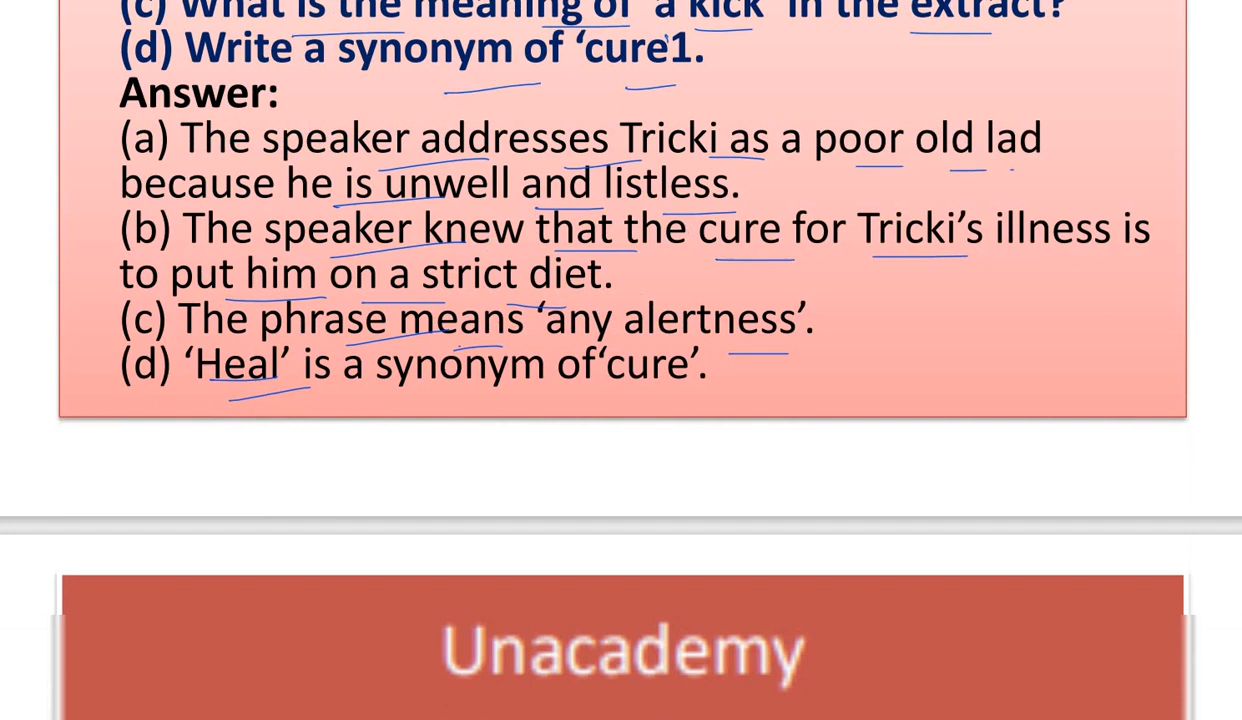 (c) What is the meaning of 'a kick' in the extract?
(d) Write a synonym of ‘cure'1.
Answer:
(a) The speaker addresses Tricki as a poor old lad
because he is unwell and listless.
(b) The speaker knew that the cure for Tricki’s illness is
to put him on a strict diet.
(c) The phrase means ‘any alertness’.
(d) ‘Heal’ is a synonym of‘cure’.
Unacademy